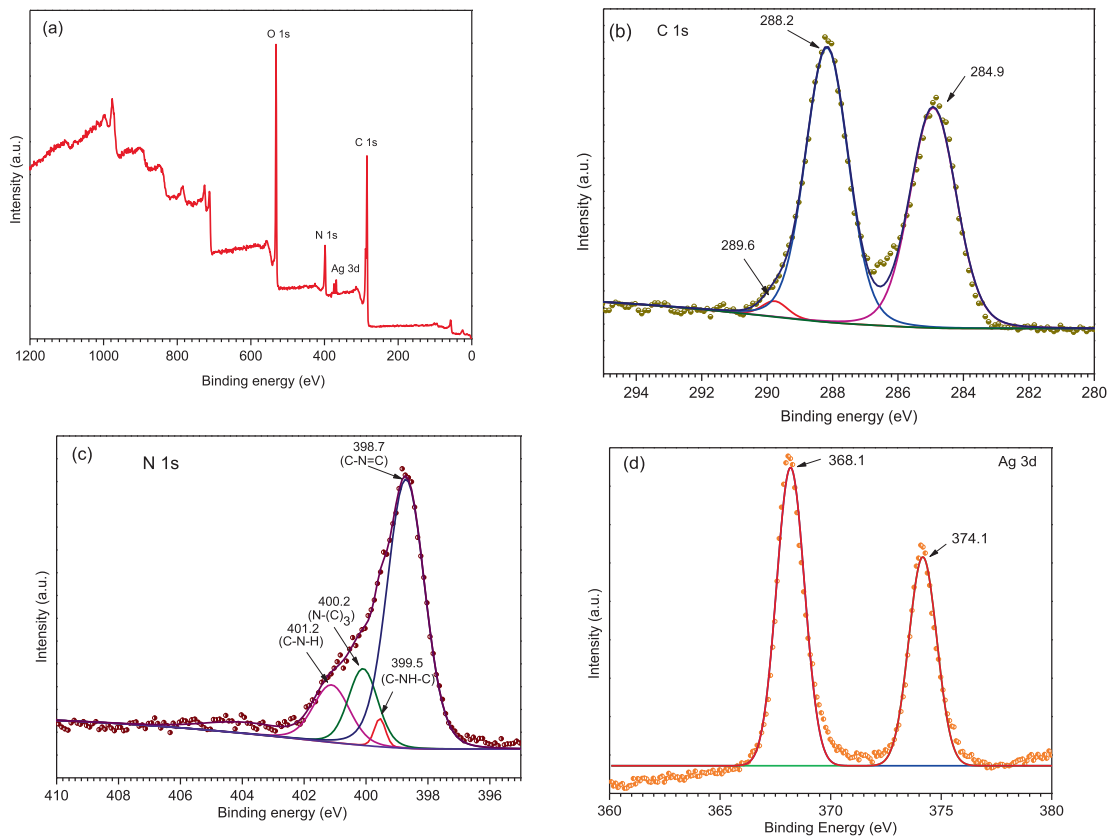 (a)
O 1s
C 1s
N 1s
Ag 3d
Intensity (a.u.)
1200 1000 800 600 400 200 0
Binding energy (eV)
(b)
C 1s
288.2
284.9
289.6
Intensity (a.u.)
294 292 290 288 286 284 282 280
Binding energy (eV)
(c)
N 1s
398.7
(C-N=C)
400.2
(N-(C)3)
401.2
(C-N-H)
399.5
(C-NH-C)
Intensity (a.u.)
410 408 406 404 402 400 398 396
Binding energy (eV)
(d)
Ag 3d
368.1
374.1
Intensity (a.u.)
360 365 370 375 380
Binding Energy (eV)